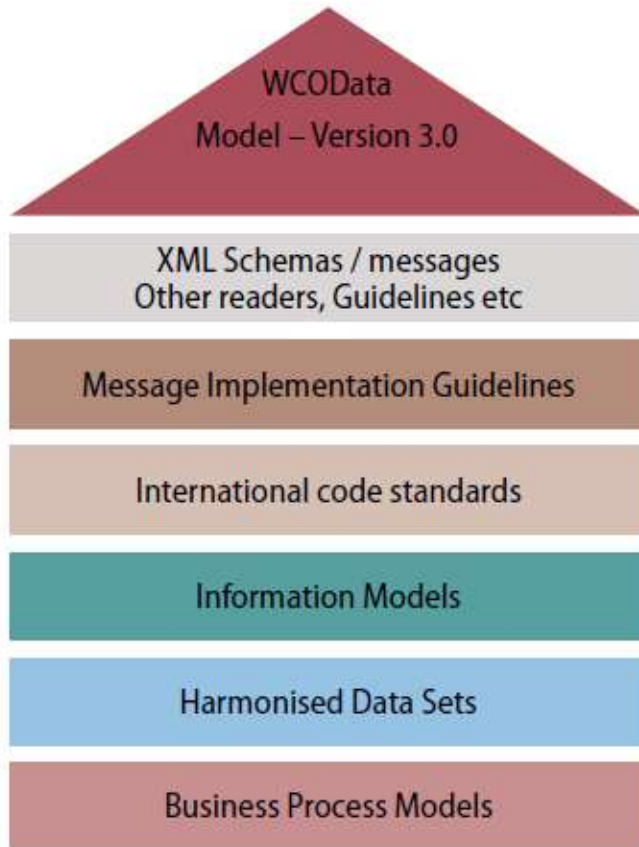 WCOData
Model – Version 3.0
XML Schemas / messages
Other readers, Guidelines etc
Message Implementation Guidelines
International code standards
Information Models
Harmonised Data Sets
Business Process Models